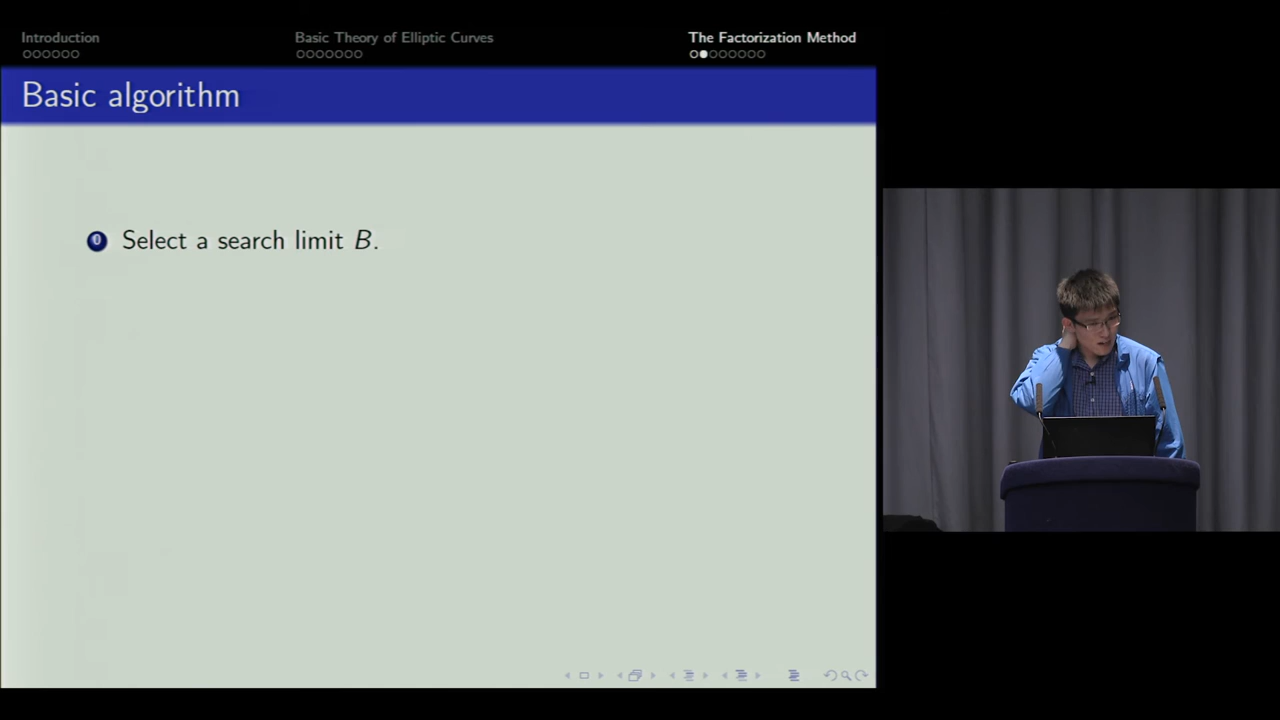 Introduction
Basic Theory of Elliptic Curves
The Factorization Method
Basic algorithm
0 Select a search limit B.